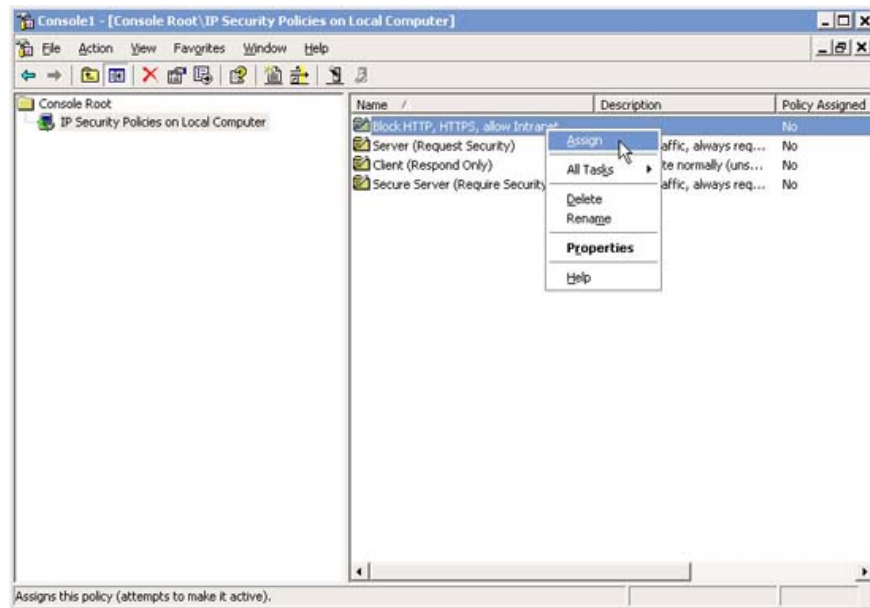 Console1 - [Console Root\IP Security Policies on Local Computer]
File Action View Favorites Window Help
Console Root
IP Security Policies on Local Computer
Name / Description Policy Assigned
Block HTTP, HTTPS, allow Intranet No
Server (Request Security) affic, always req... No
Client (Respond Only) te normally (uns... No
Secure Server (Require Security affic, always req... No
Assign
All Tasks
Delete
Rename
Properties
Help
Assigns this policy (attempts to make it active).